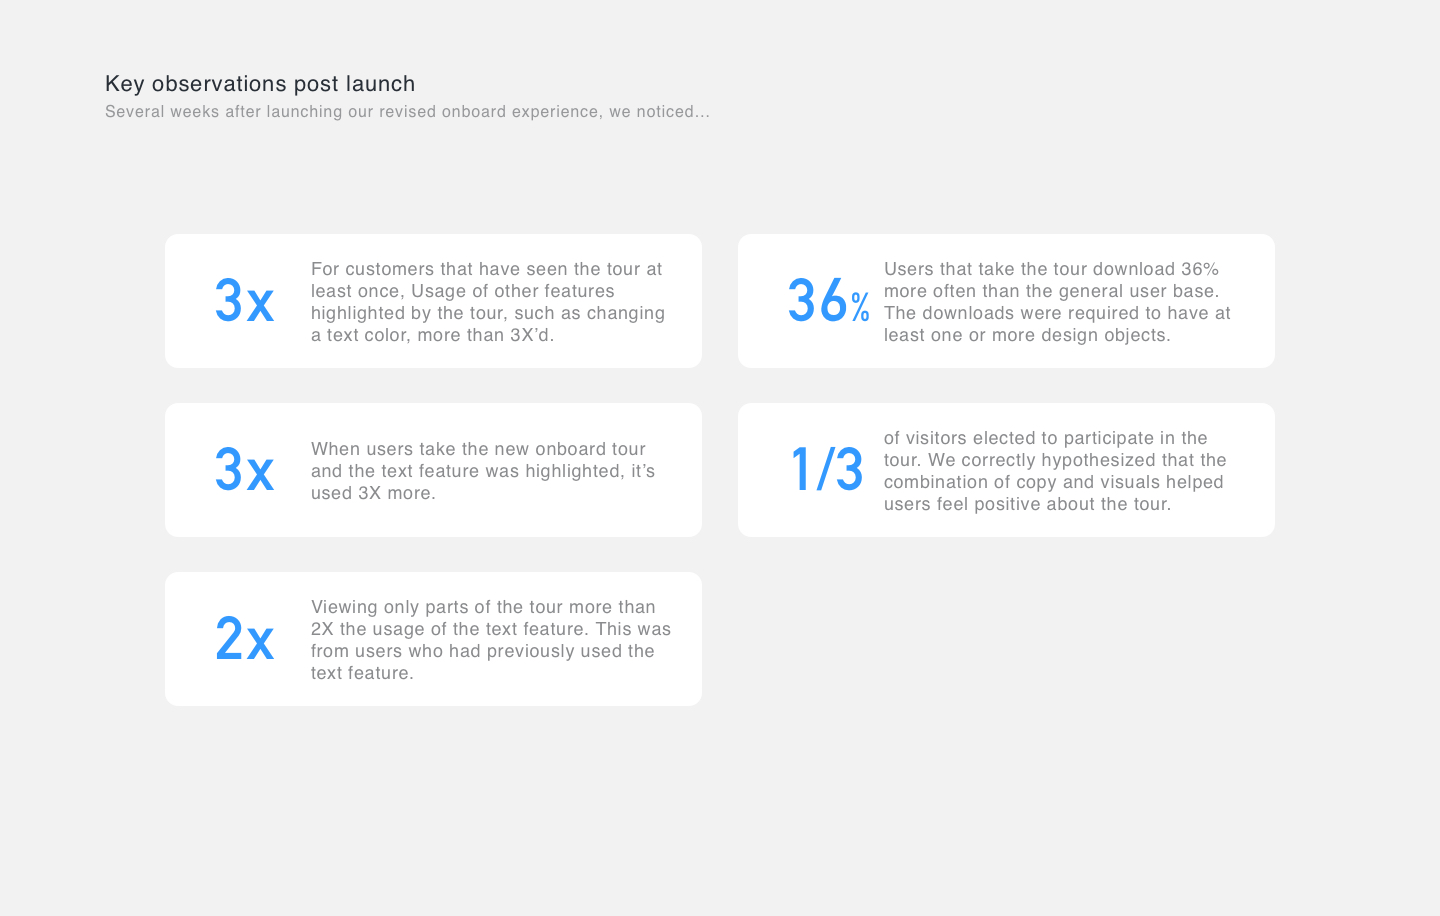 Key observations post launch
Several weeks after launching our revised onboard experience, we noticed...
3x
For customers that have seen the tour at
least once, Usage of other features
highlighted by the tour, such as changing
a text color, more than 3X’d.
36%
Users that take the tour download 36%
more often than the general user base.
The downloads were required to have at
least one or more design objects.
3x
When users take the new onboard tour
and the text feature was highlighted, it’s
used 3X more.
1/3
of visitors elected to participate in the
tour. We correctly hypothesized that the
combination of copy and visuals helped
users feel positive about the tour.
2x
Viewing only parts of the tour more than
2X the usage of the text feature. This was
from users who had previously used the
text feature.